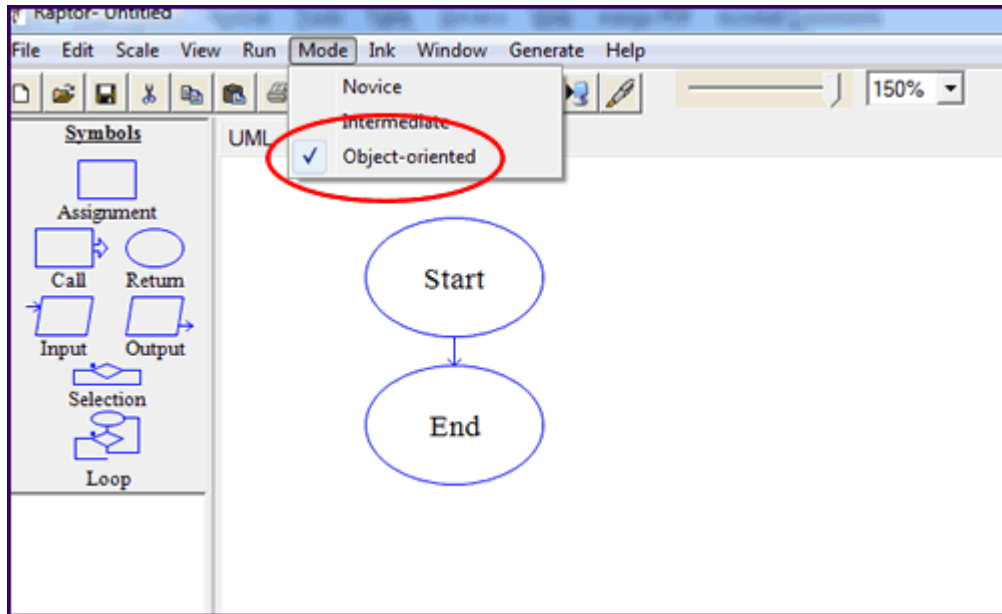 Raptor- Untitled
File Edit Scale View Run Mode Ink Window Generate Help
Novice
150%
Intermediate
Object-oriented
Symbols
UML
Assignment
Call Return
Input Output
Selection
Loop
Start
End